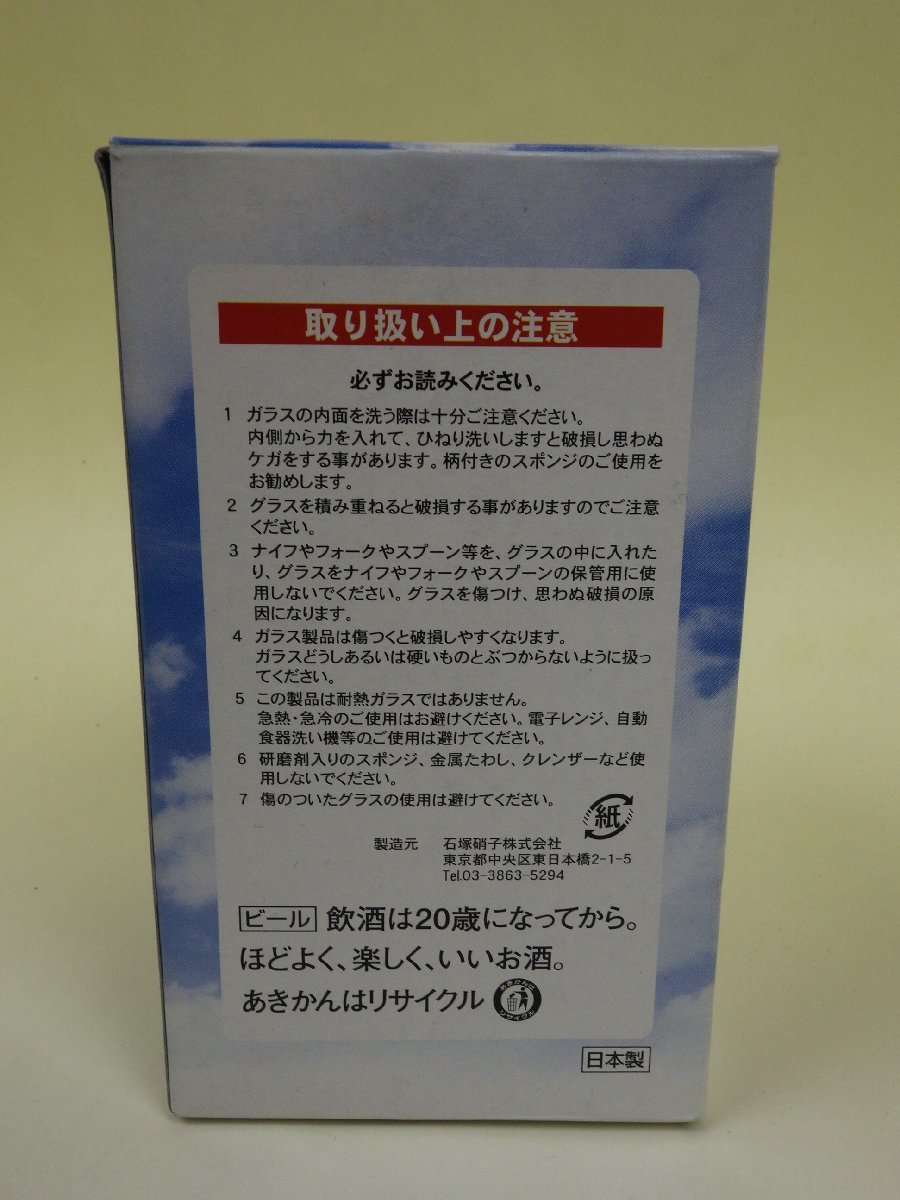 取り扱い上の注意
必ずお読みください。
1 ガラスの内面を洗う際は十分ご注意ください。
内側から力を入れて、ひねり洗いしますと破損し思わぬ
ケガをする事があります。柄付きのスポンジのご使用を
お勧めします。
2 グラスを積み重ねると破損する事がありますのでご注意
ください。
3 ナイフやフォークやスプーン等を、グラスの中に入れた
り、グラスをナイフやフォークやスプーンの保管用に使
用しないでください。グラスを傷つけ、思わぬ破損の原
因になります。
4 ガラス製品は傷つくと破損しやすくなります。
ガラスどうしあるいは硬いものとぶつからないように扱っ
てください。
5 この製品は耐熱ガラスではありません。
急熱・急冷のご使用はお避けください。電子レンジ、自動
食器洗い機等のご使用は避けてください。
6 研磨剤入りのスポンジ、金属たわし、クレンザーなど使
用しないでください。
7 傷のついたグラスの使用は避けてください。
紙
製造元 石塚硝子株式会社
東京都中央区東日本橋2-1-5
Tel.03-3863-5294
ビール 飲酒は20歳になってから。
ほどよく、楽しく、いいお酒。
あきかんはリサイクル
リサイクル
日本製